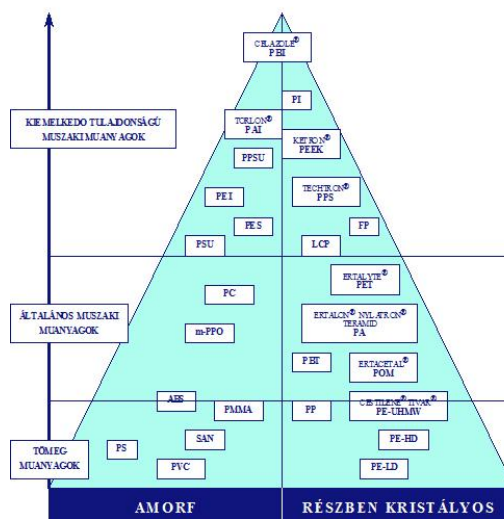 CELAZOLE®
PBI
PI
TORLON®
PAI
KIEMELKEDO TULAJDONSÁGÚ
MUSZAKI MUANYAGOK
KETRON®
PEEK
PPSU
TECHTRON®
PPS
PEI
PES
FP
PSU
LCP
ERTALYTE®
PET
PC
ÁLTALÁNOS MUSZAKI
MUANYAGOK
ERTALON® NYLATRON®
TERAMID
PA
m-PPO
PBT
ERTACETAL®
POM
ABS
PMMA
PP
CESTILENE® TIVAR®
PE-UHMW
TÖMEG
MUANYAGOK
PS
SAN
PE-HD
PVC
PE-LD
AMORF
RÉSZBEN KRISTÁLYOS